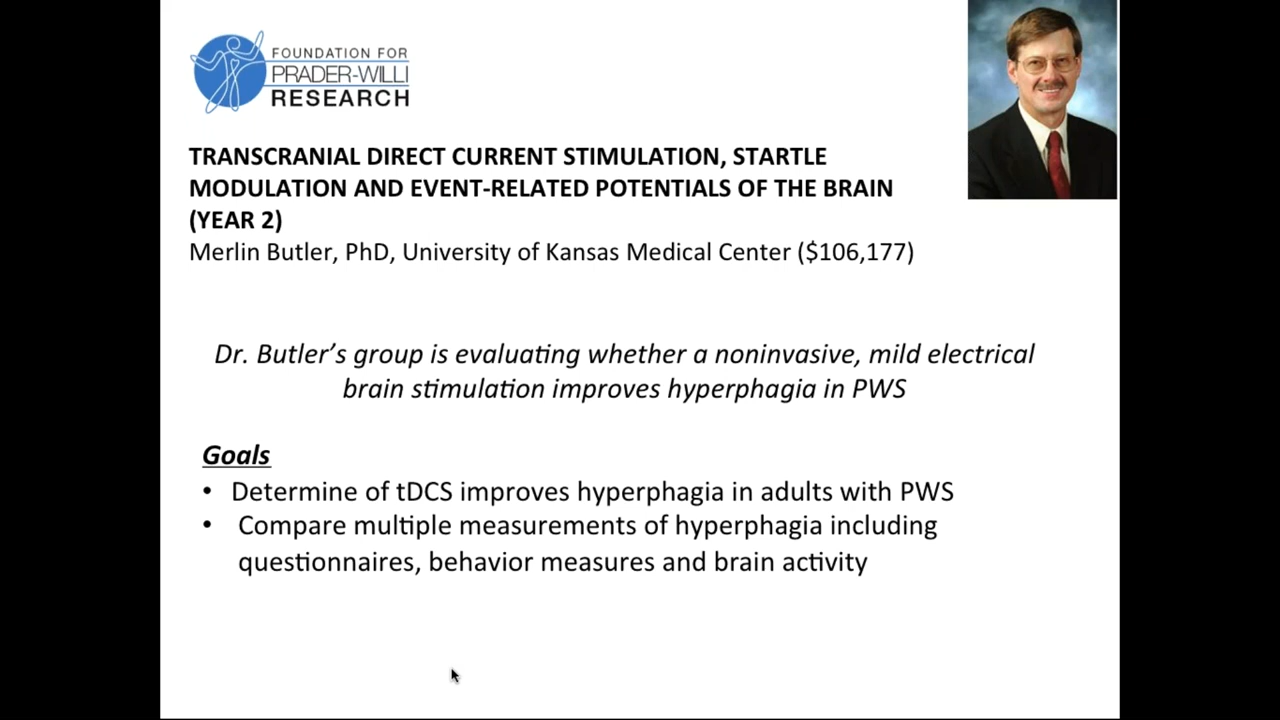 FOUNDATION FOR
PRADER-WILLI
RESEARCH
TRANSCRANIAL DIRECT CURRENT STIMULATION, STARTLE
MODULATION AND EVENT-RELATED POTENTIALS OF THE BRAIN
(YEAR 2)
Merlin Butler, PhD, University of Kansas Medical Center ($106,177)
Dr. Butler’s group is evaluating whether a noninvasive, mild electrical
brain stimulation improves hyperphagia in PWS
Goals
• Determine of tDCS improves hyperphagia in adults with PWS
• Compare multiple measurements of hyperphagia including
questionnaires, behavior measures and brain activity